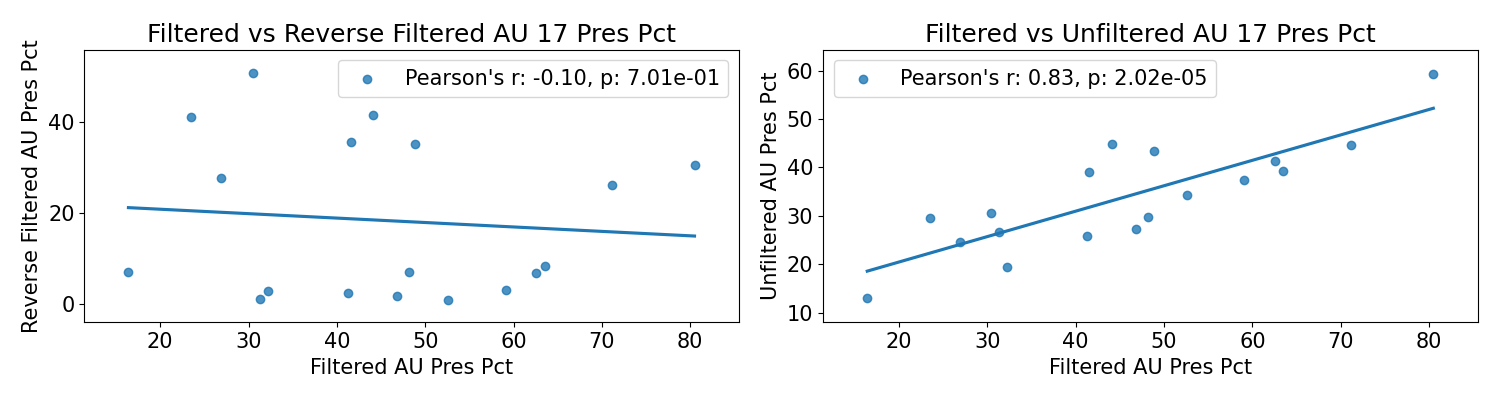 Filtered vs Reverse Filtered AU 17 Pres Pct
Reverse Filtered AU Pres Pct
Pearson's r: -0.10, p: 7.01e-01
40
20
0
20 30 40 50 60 70 80
Filtered AU Pres Pct
Filtered vs Unfiltered AU 17 Pres Pct
Unfiltered AU Pres Pct
Pearson's r: 0.83, p: 2.02e-05
60
50
40
30
20
10
20 30 40 50 60 70 80
Filtered AU Pres Pct